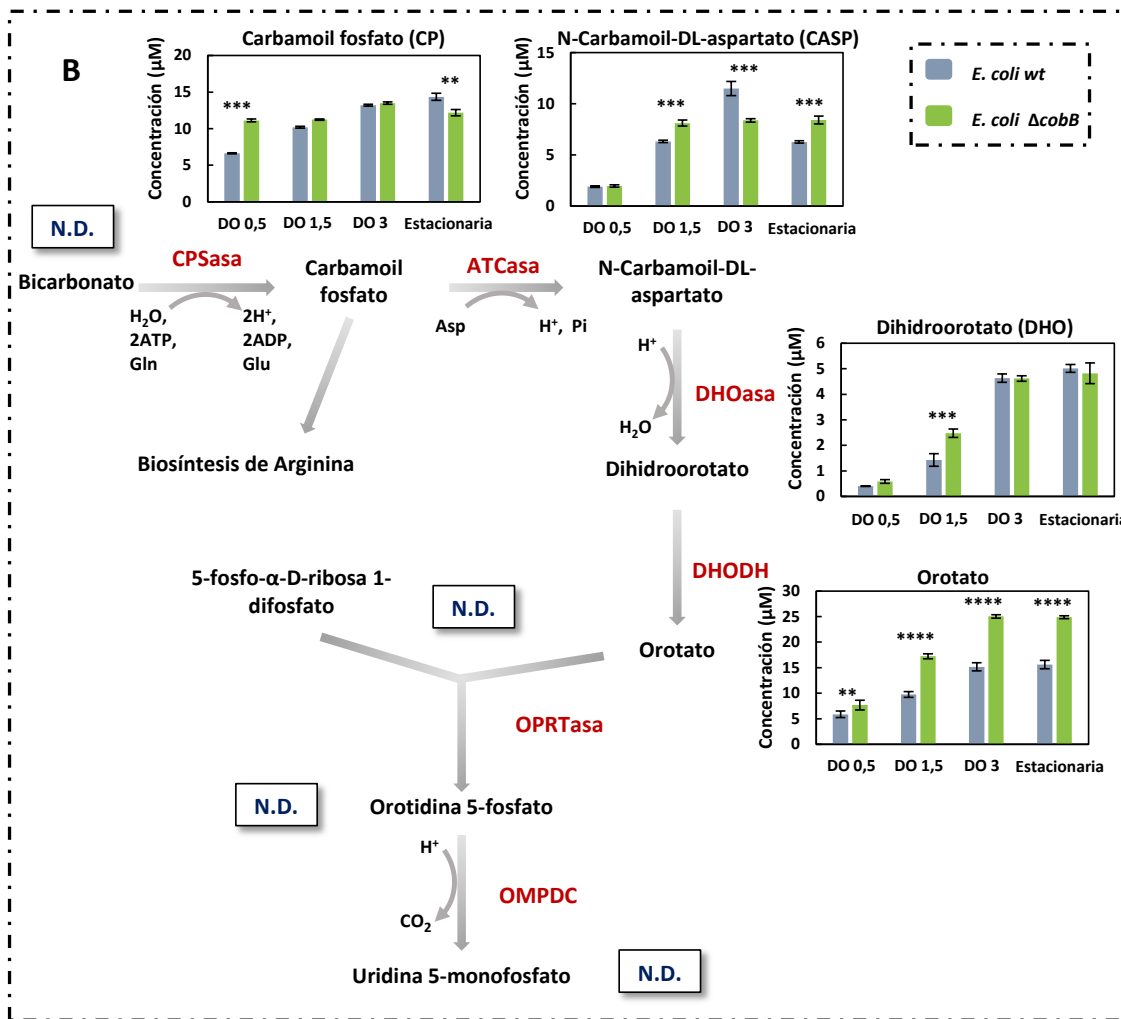 B
Carbamoil fosfato (CP)
Concentración (µM)
20
15
10
5
0
***
**
DO 0,5 DO 1,5 DO 3 Estacionaria
N-Carbamoil-DL-aspartato (CASP)
Concentración (µM)
15
10
5
0
***
***
***
DO 0,5 DO 1,5 DO 3 Estacionaria
E. coli wt
E. coli ΔcobB
N.D.
Bicarbonato
CPSasa
H2O,
2ATP,
Gln
2H+,
2ADP,
Glu
Carbamoil
fosfato
ATCasa
Asp
H+, Pi
N-Carbamoil-DL-
aspartato
H+
H2O
DHOasa
Biosíntesis de Arginina
Dihidroorotato
Dihidroorotato (DHO)
Concentración (µM)
6
5
4
3
2
1
0
***
DO 0,5 DO 1,5 DO 3 Estacionaria
DHODH
5-fosfo-α-D-ribosa 1-
difosfato
N.D.
Orotato
Orotato
Concentración (µM)
30
25
20
15
10
5
0
**
****
****
****
DO 0,5 DO 1,5 DO 3 Estacionaria
OPRTasa
N.D.
Orotidina 5-fosfato
H+
CO2
OMPDC
Uridina 5-monofosfato
N.D.